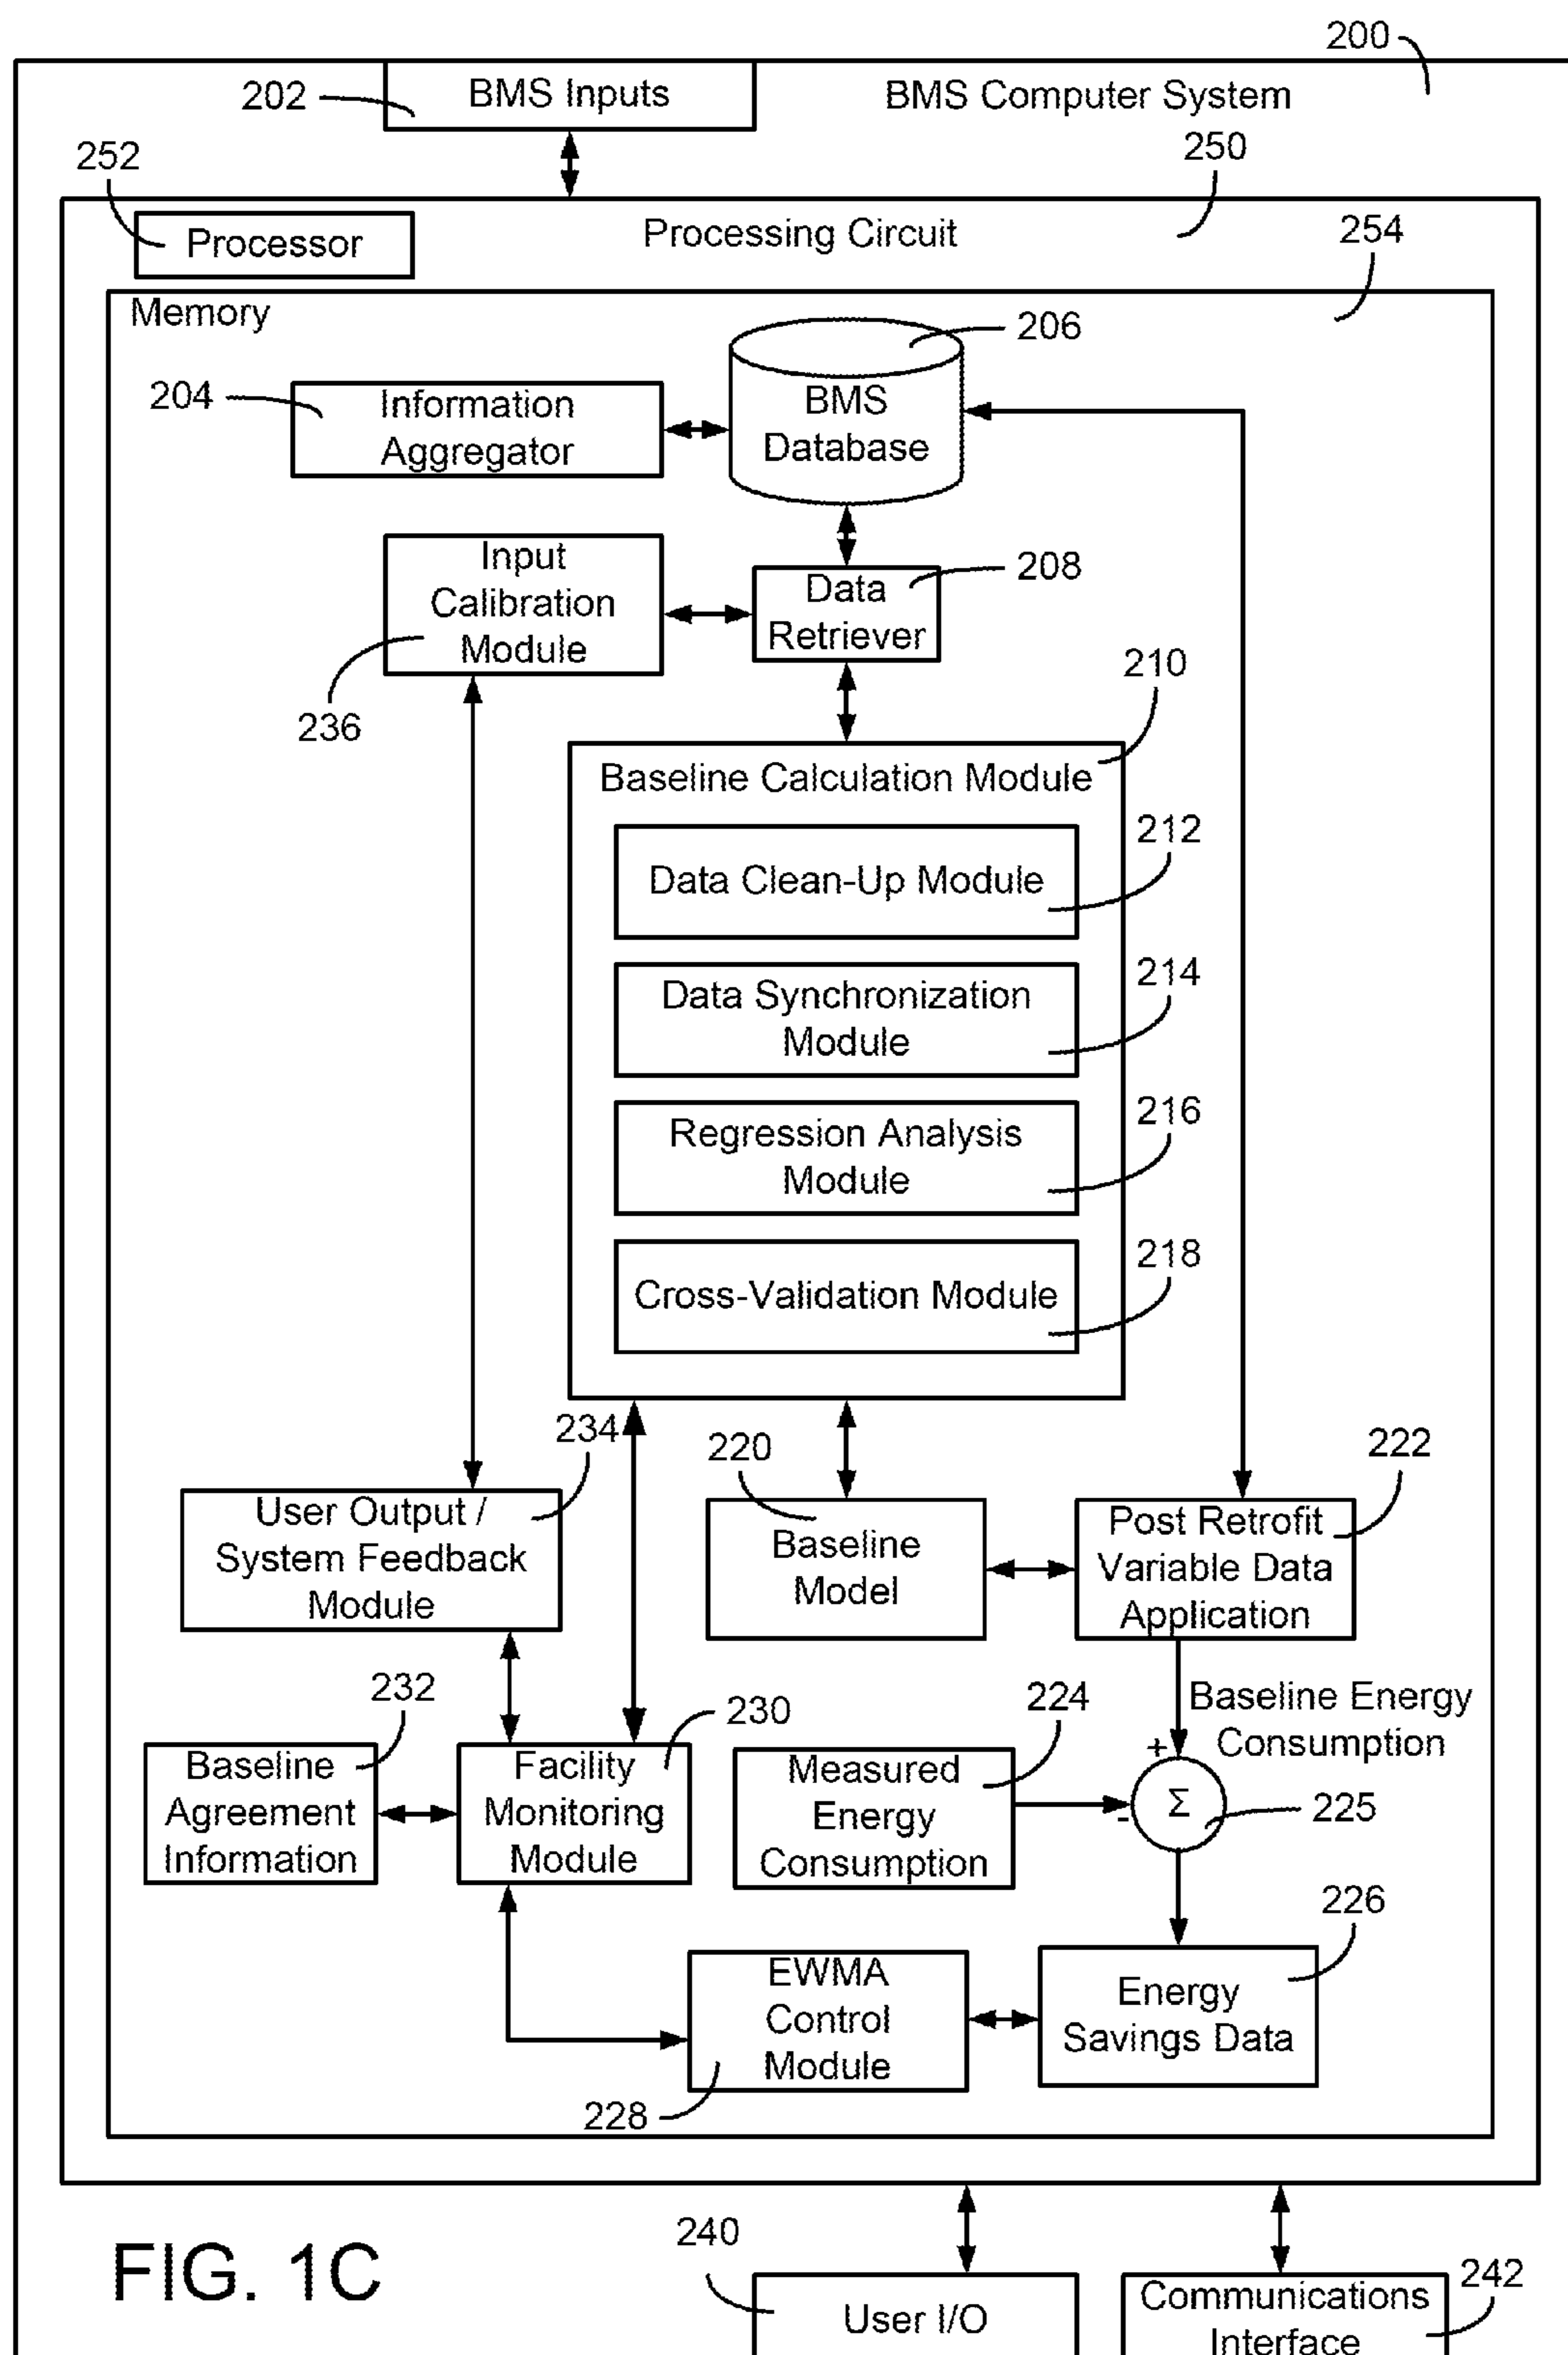 200
202
BMS Inputs
BMS Computer System
252
250
Processor
Processing Circuit
254
Memory
206
204
Information
Aggregator
BMS
Database
Input
Calibration
Module
208
Data
Retriever
236
210
Baseline Calculation Module
212
Data Clean-Up Module
214
Data Synchronization
Module
216
Regression Analysis
Module
218
Cross-Validation Module
234
220
222
User Output /
System Feedback
Module
Baseline
Model
Post Retrofit
Variable Data
Application
232
230
224
Baseline Energy
Consumption
Baseline
Agreement
Information
Facility
Monitoring
Module
Measured
Energy
Consumption
+
-
Σ
225
226
EWMA
Control
Module
Energy
Savings Data
228
FIG. 1C
240
User I/O
242
Communications
Interface